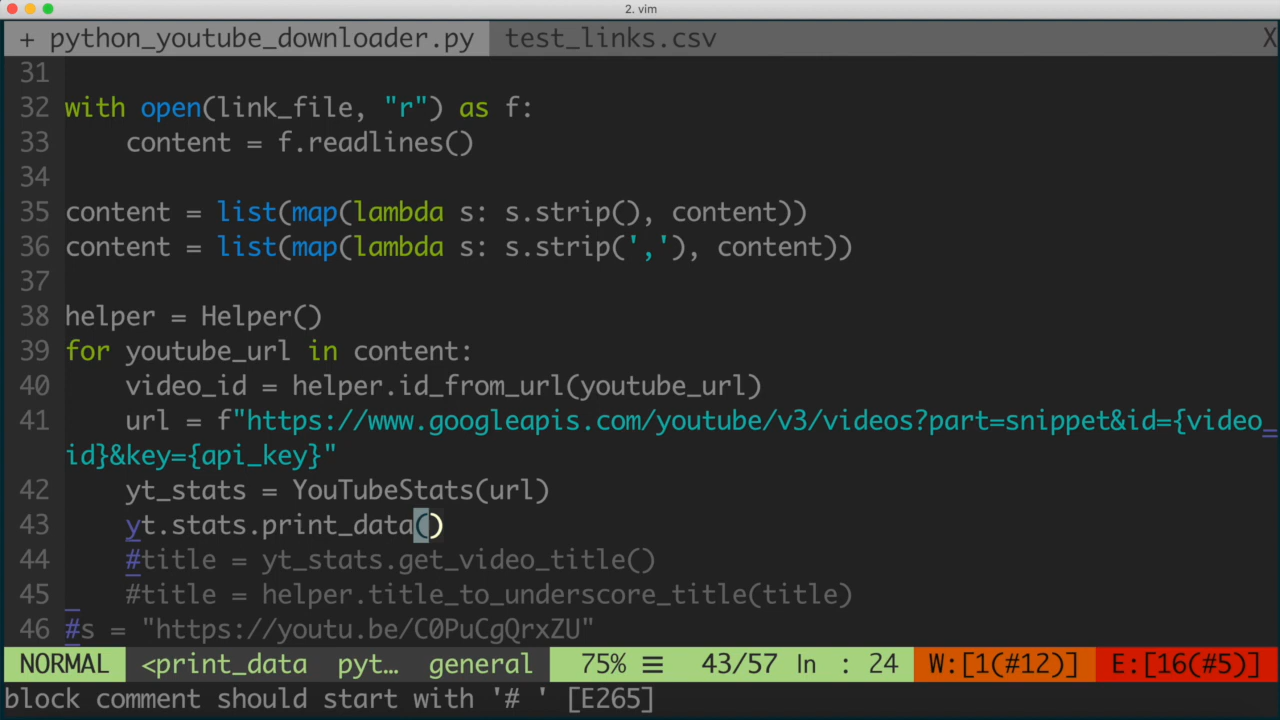 2. vim
+ python_youtube_downloader.py test_links.csv X
31
32 with open(link_file, "r") as f:
33     content = f.readlines()
34
35 content = list(map(lambda s: s.strip(), content))
36 content = list(map(lambda s: s.strip(','), content))
37
38 helper = Helper()
39 for youtube_url in content:
40     video_id = helper.id_from_url(youtube_url)
41     url = f"https://www.googleapis.com/youtube/v3/videos?part=snippet&id={video_
id}&key={api_key}"
42     yt_stats = YouTubeStats(url)
43     yt.stats.print_data()
44     #title = yt_stats.get_video_title()
45     #title = helper.title_to_underscore_title(title)
46 #s = "https://youtu.be/C0PuCgQrxZU"
NORMAL <print_data pyt… general 75% ☰ 43/57 ln : 24 W:[1(#12)] E:[16(#5)]
block comment should start with '# ' [E265]